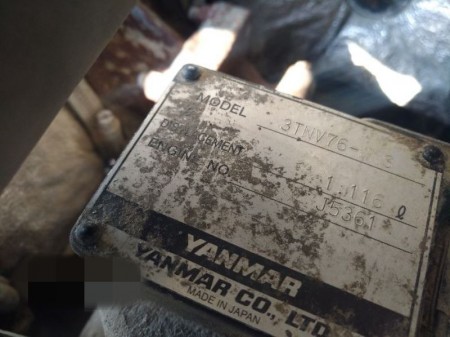 MODEL 3TNV76-
DISPLACEMENT 1.116 ℓ
ENGINE NO. J5361
YANMAR
YANMAR CO., LTD.
MADE IN JAPAN